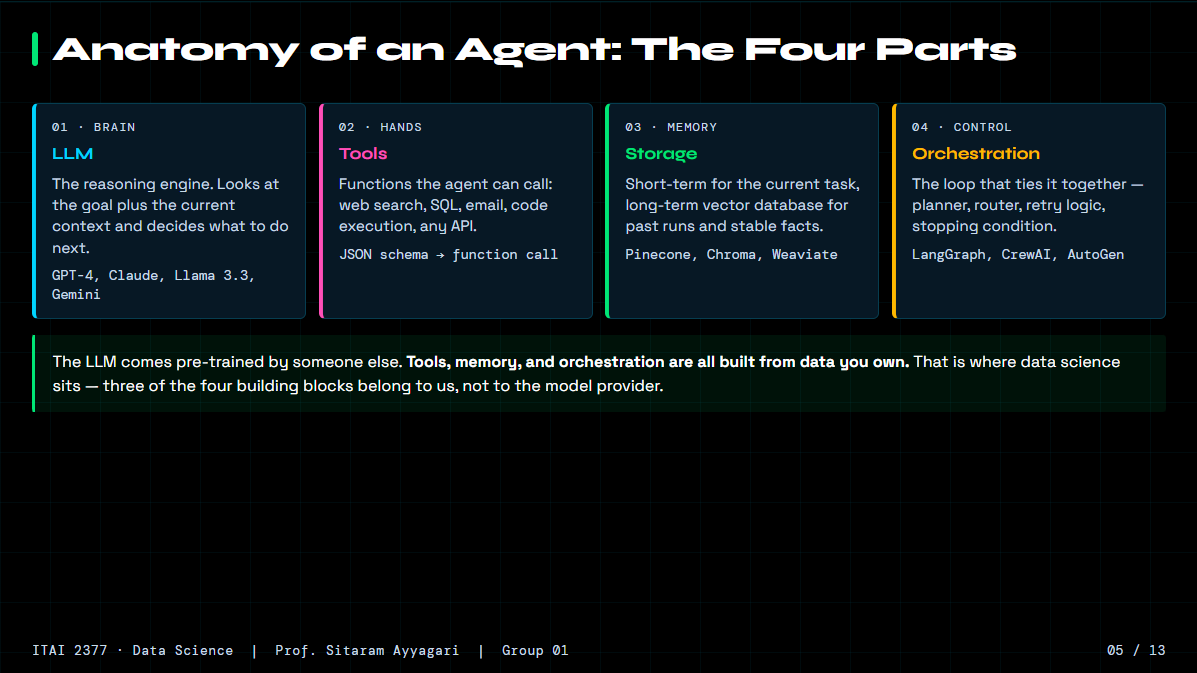 Anatomy of an Agent: The Four Parts
01 · BRAIN
LLM
The reasoning engine. Looks at
the goal plus the current
context and decides what to do
next.
GPT-4, Claude, Llama 3.3,
Gemini
02 · HANDS
Tools
Functions the agent can call:
web search, SQL, email, code
execution, any API.
JSON schema → function call
03 · MEMORY
Storage
Short-term for the current task,
long-term vector database for
past runs and stable facts.
Pinecone, Chroma, Weaviate
04 · CONTROL
Orchestration
The loop that ties it together —
planner, router, retry logic,
stopping condition.
LangGraph, CrewAI, AutoGen
The LLM comes pre-trained by someone else. Tools, memory, and orchestration are all built from data you own. That is where data science
sits — three of the four building blocks belong to us, not to the model provider.
ITAI 2377 · Data Science | Prof. Sitaram Ayyagari | Group 01
05 / 13